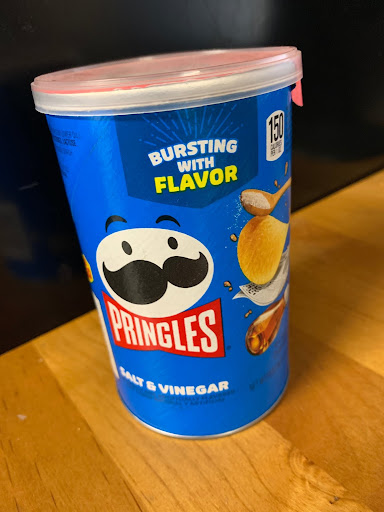 BURSTING
WITH
FLAVOR
150
PRINGLES
SALT & VINEGAR